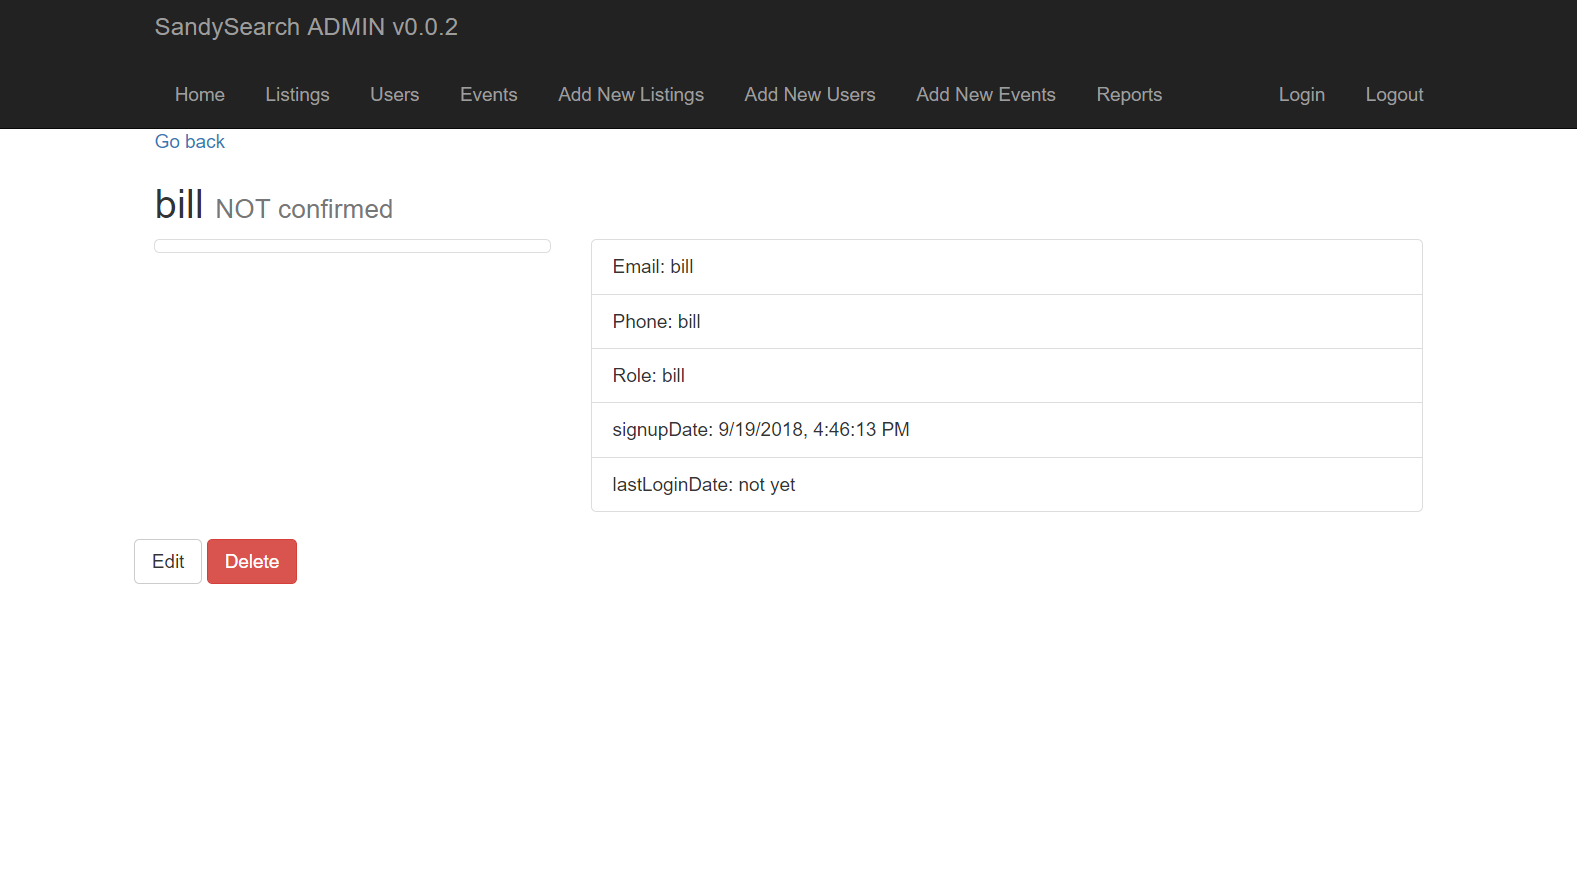 SandySearch ADMIN v0.0.2
Home Listings Users Events Add New Listings Add New Users Add New Events Reports Login Logout
Go back
bill NOT confirmed
Email: bill
Phone: bill
Role: bill
signupDate: 9/19/2018, 4:46:13 PM
lastLoginDate: not yet
Edit Delete